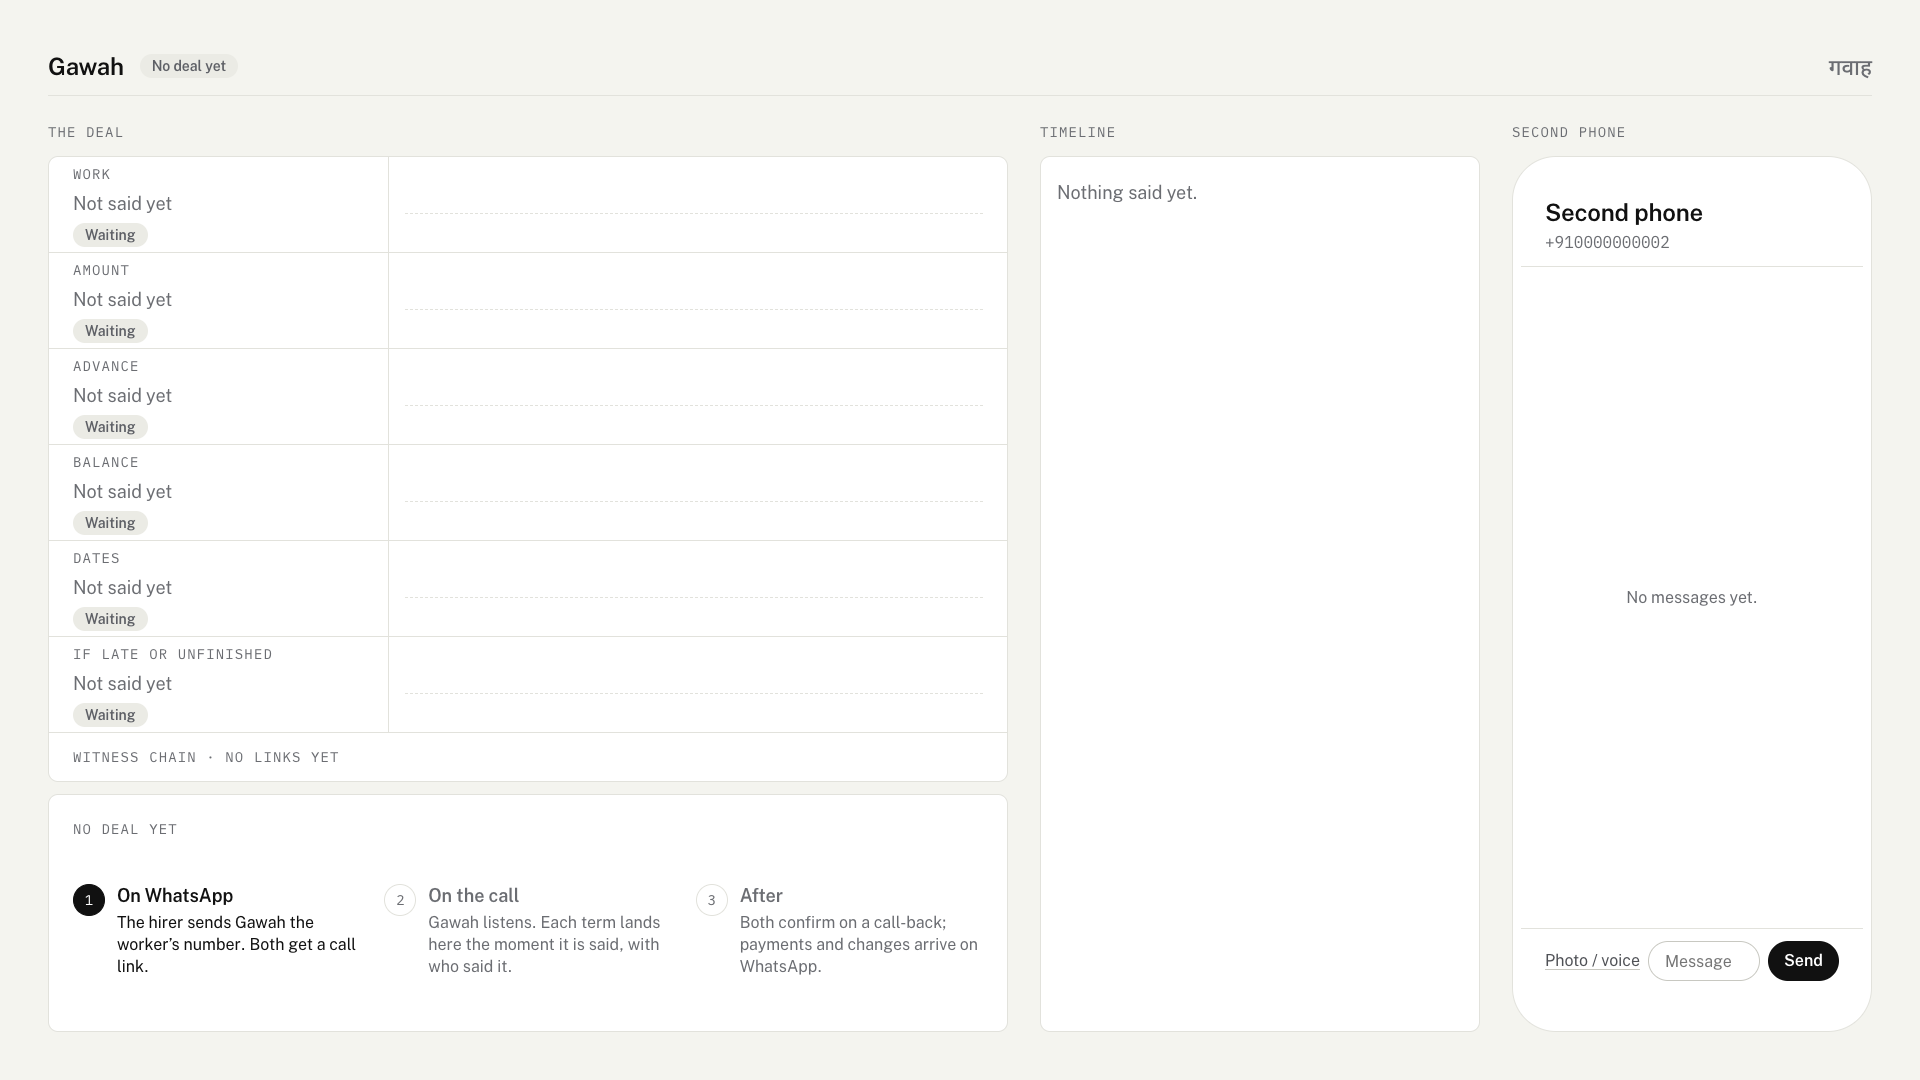 Gawah
No deal yet
गवाह
THE DEAL
WORK
Not said yet
Waiting
AMOUNT
Not said yet
Waiting
ADVANCE
Not said yet
Waiting
BALANCE
Not said yet
Waiting
DATES
Not said yet
Waiting
IF LATE OR UNFINISHED
Not said yet
Waiting
WITNESS CHAIN · NO LINKS YET
NO DEAL YET
1
On WhatsApp
The hirer sends Gawah the
worker’s number. Both get a call
link.
2
On the call
Gawah listens. Each term lands
here the moment it is said, with
who said it.
3
After
Both confirm on a call-back;
payments and changes arrive on
WhatsApp.
TIMELINE
Nothing said yet.
SECOND PHONE
Second phone
+910000000002
No messages yet.
Photo / voice
Message
Send